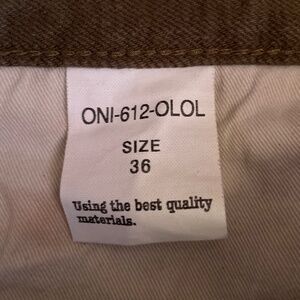 ONI-612-OLOL
SIZE
36
Using the best quality
materials.